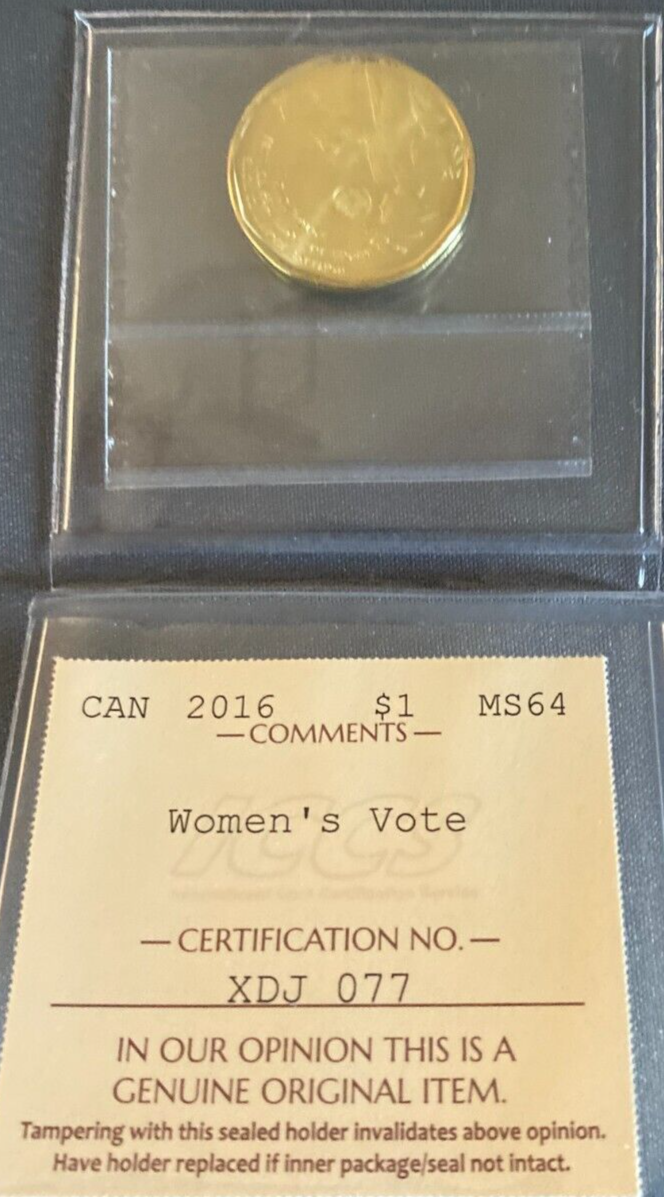 CAN 2016 $1 MS64
—COMMENTS—
Women's Vote
ICCS
— CERTIFICATION NO. —
XDJ 077
IN OUR OPINION THIS IS A
GENUINE ORIGINAL ITEM.
Tampering with this sealed holder invalidates above opinion.
Have holder replaced if inner package/seal not intact.